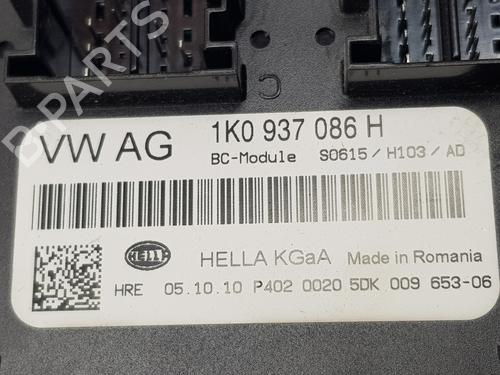 C
VW AG 1K0 937 086 H
BC-Module S0615 / H103 / AD
HELLA
HELLA KGaA Made in Romania
HRE 05.10.10 P402 0020 5DK 009 653-06
B-PARTS